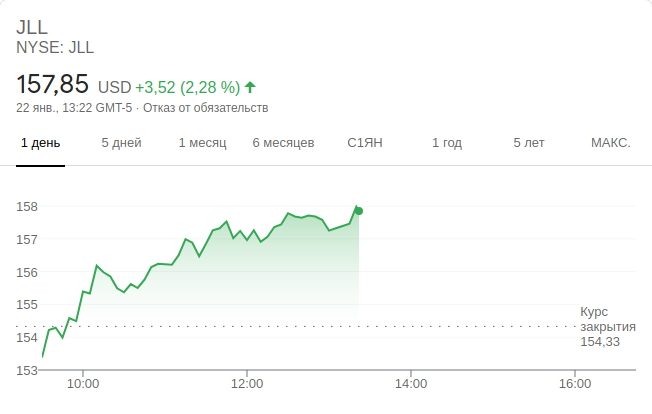 JLL
NYSE: JLL
157,85 USD +3,52 (2,28 %)
22 янв., 13:22 GMT-5 · Отказ от обязательств
1 день 5 дней 1 месяц 6 месяцев С1ЯН 1 год 5 лет МАКС.
158
157
156
155
154
153
Курс
закрытия
154,33
10:00 12:00 14:00 16:00